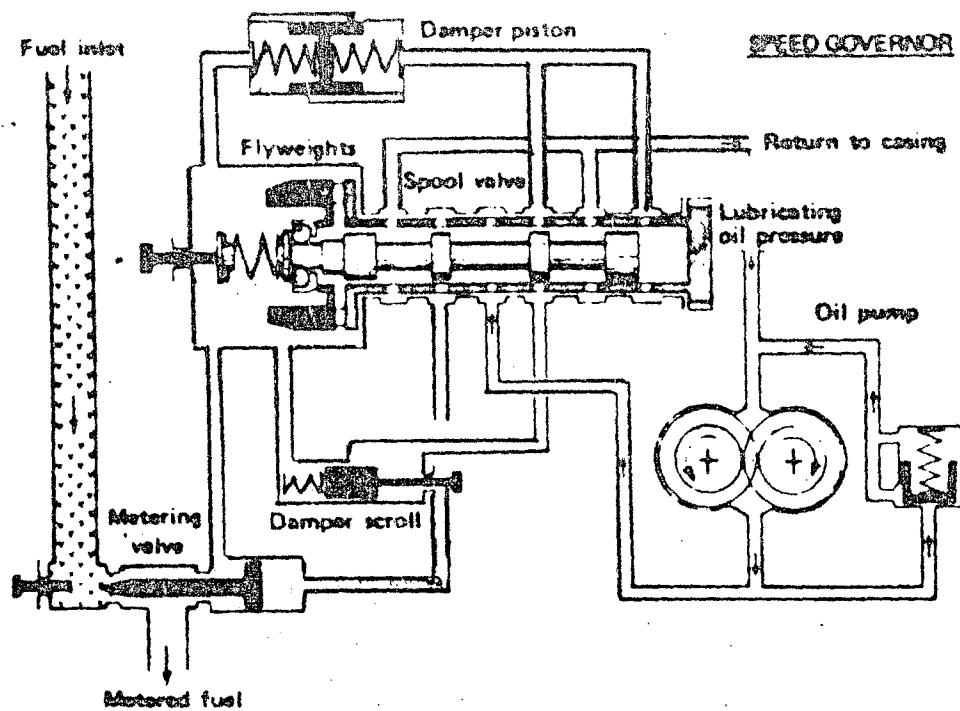 Fuel inlet
Damper piston
SPEED GOVERNOR
Flyweights
Return to casing
Spool valve
Lubricating
oil pressure
Oil pump
Metering
valve
Damper scroll
Metered fuel